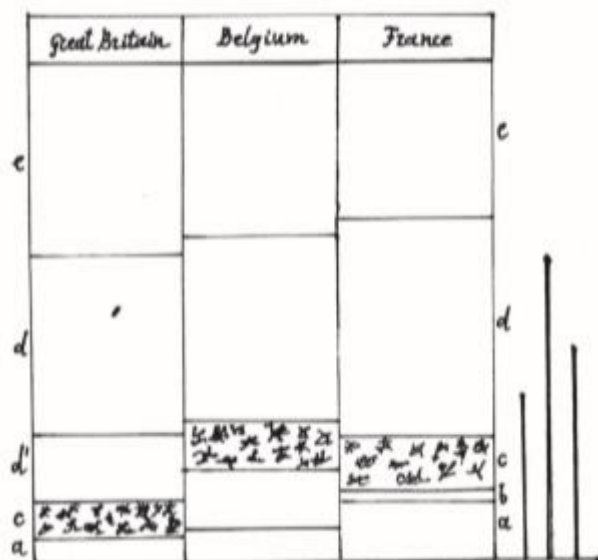 Great Britain Belgium France
e e
d d
d' c
c b
a a